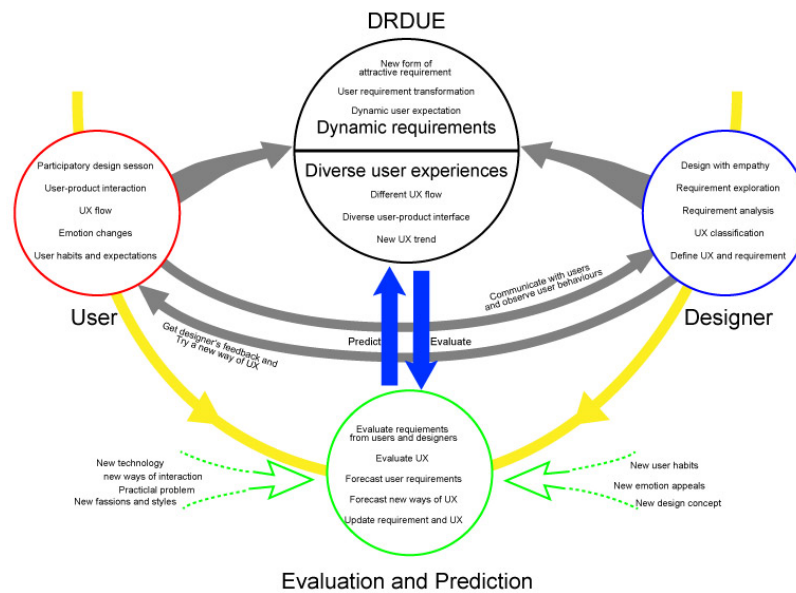 DRDUE
New form of
attractive requirement
User requirement transformation
Dynamic user expectation
Dynamic requirements
Diverse user experiences
Different UX flow
Diverse user-product interface
New UX trend
Participatory design sesson
User-product interaction
UX flow
Emotion changes
User habits and expectations
User
Design with empathy
Requirement exploration
Requirement analysis
UX classification
Define UX and requirement
Designer
Communicate with users
and observe user behaviours
Get designer's feedback and
Try a new way of UX
Predict
Evaluate
Evaluate requirements
from users and designers
Evaluate UX
Forecast user requirements
Forecast new ways of UX
Update requirement and UX
New technology
new ways of interaction
Practiclal problem
New fassions and styles
New user habits
New emotion appeals
New design concept
Evaluation and Prediction